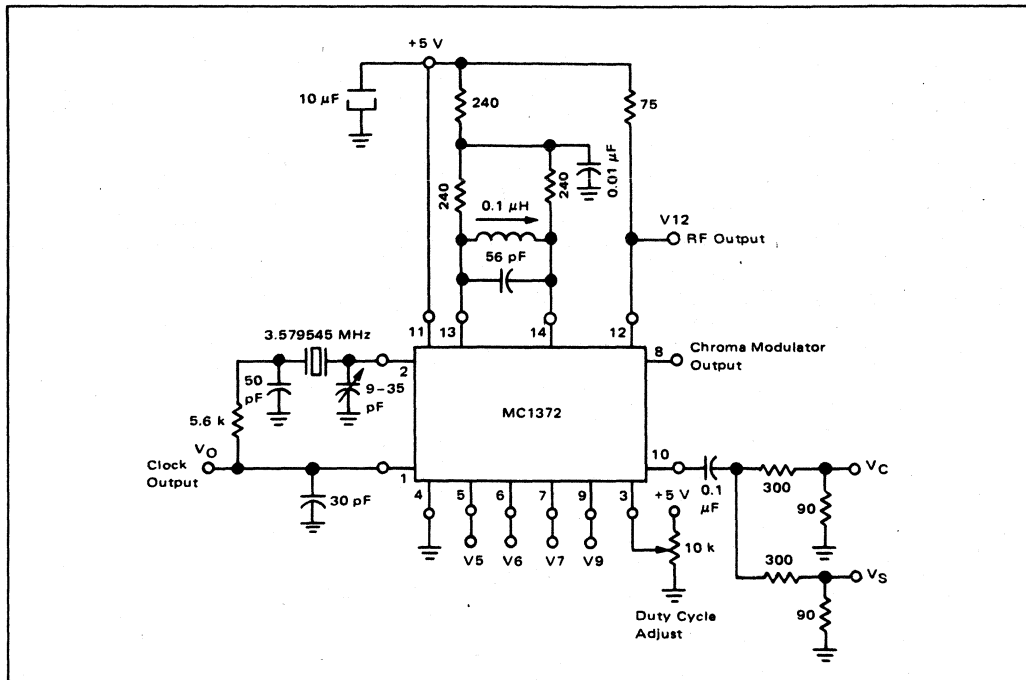 +5 V
10 µF
240
75
240
240
0.01 µF
0.1 µH
V12
RF Output
56 pF
11
13
14
12
3.579545 MHz
8
Chroma Modulator
Output
2
50
pF
9–35
pF
MC1372
5.6 k
VO
Clock
Output
1
10
VC
300
0.1
µF
30 pF
4
5
6
7
9
3
+5 V
90
V5
V6
V7
V9
10 k
300
VS
Duty Cycle
Adjust
90